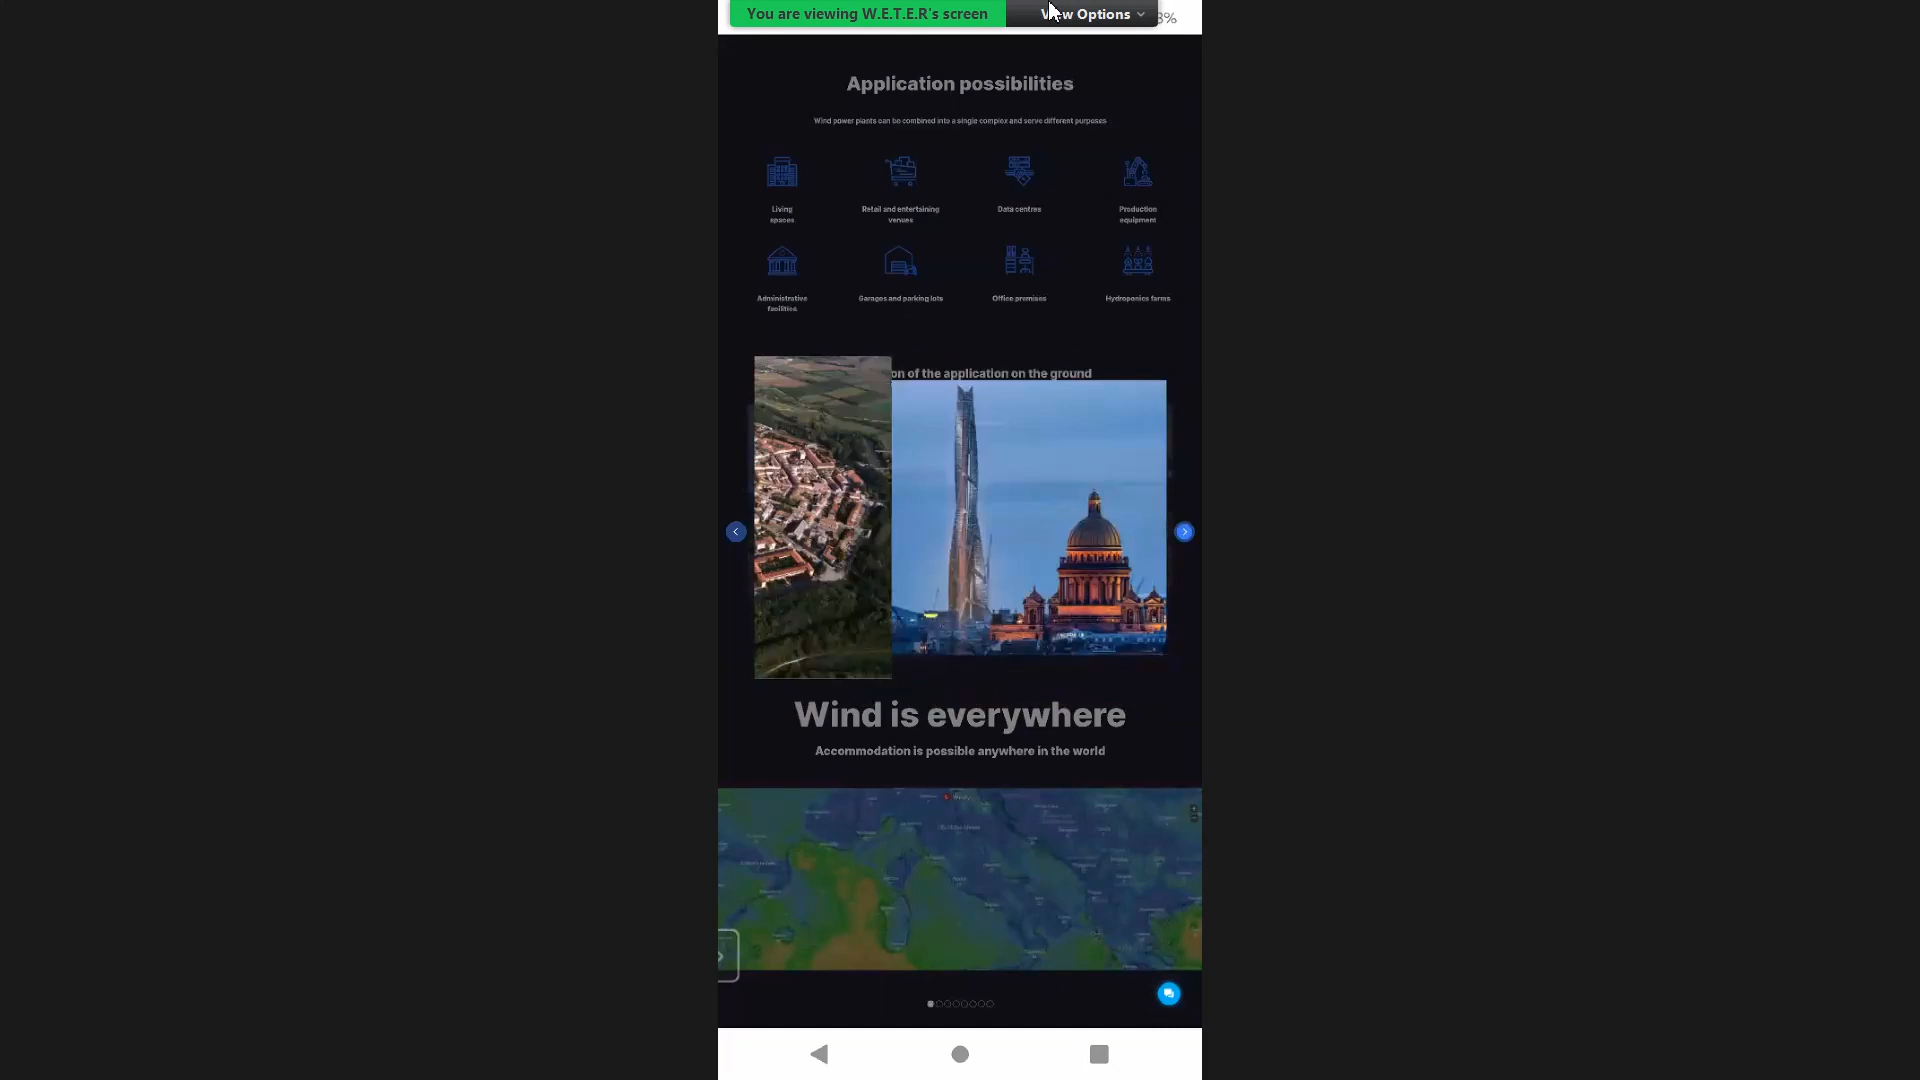 You are viewing W.E.T.E.R's screen
View Options
3%
Application possibilities
Wind power plants can be combined into a single complex and serve different purposes
Living
spaces
Retail and entertaining
venues
Data centres
Production
equipment
Administrative
facilities
Garages and parking lots
Office premises
Hydroponics farms
on of the application on the ground
Wind is everywhere
Accommodation is possible anywhere in the world